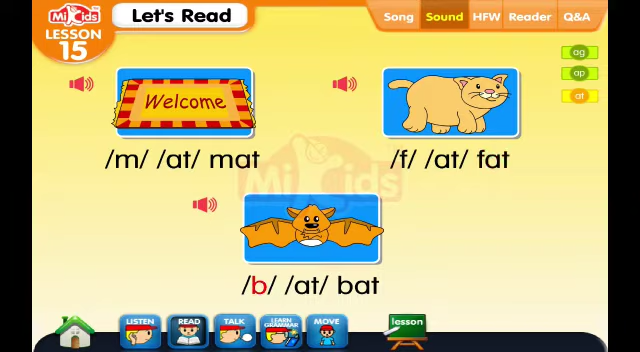 MiKids
LESSON
15
Let's Read
Song Sound HFW Reader Q&A
ag
ap
at
Welcome
/m/ /at/ mat
/f/ /at/ fat
MiKids
/b/ /at/ bat
LISTEN READ TALK LEARN GRAMMAR MOVE lesson